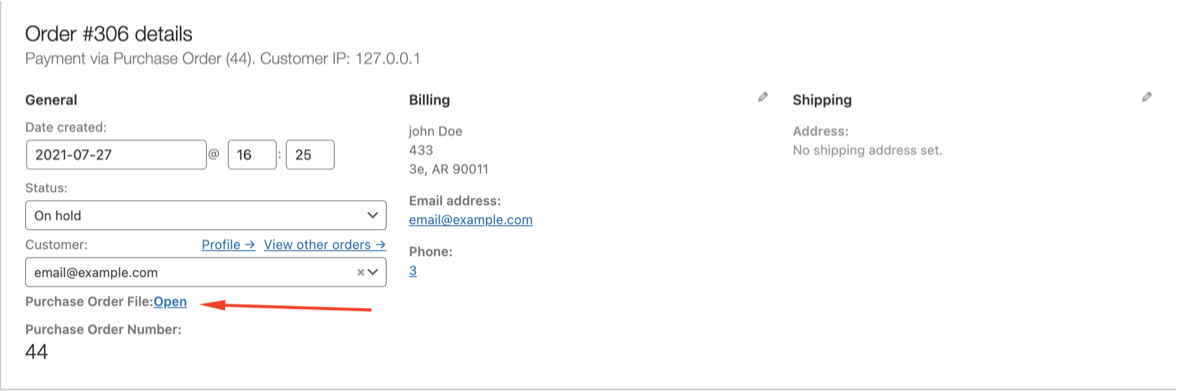 Order #306 details
Payment via Purchase Order (44). Customer IP: 127.0.0.1
General
Date created:
2021-07-27 @ 16 : 25
Status:
On hold
Customer: Profile → View other orders →
email@example.com ×
Purchase Order File:Open
Purchase Order Number:
44
Billing
john Doe
433
3e, AR 90011
Email address:
email@example.com
Phone:
3
Shipping
Address:
No shipping address set.